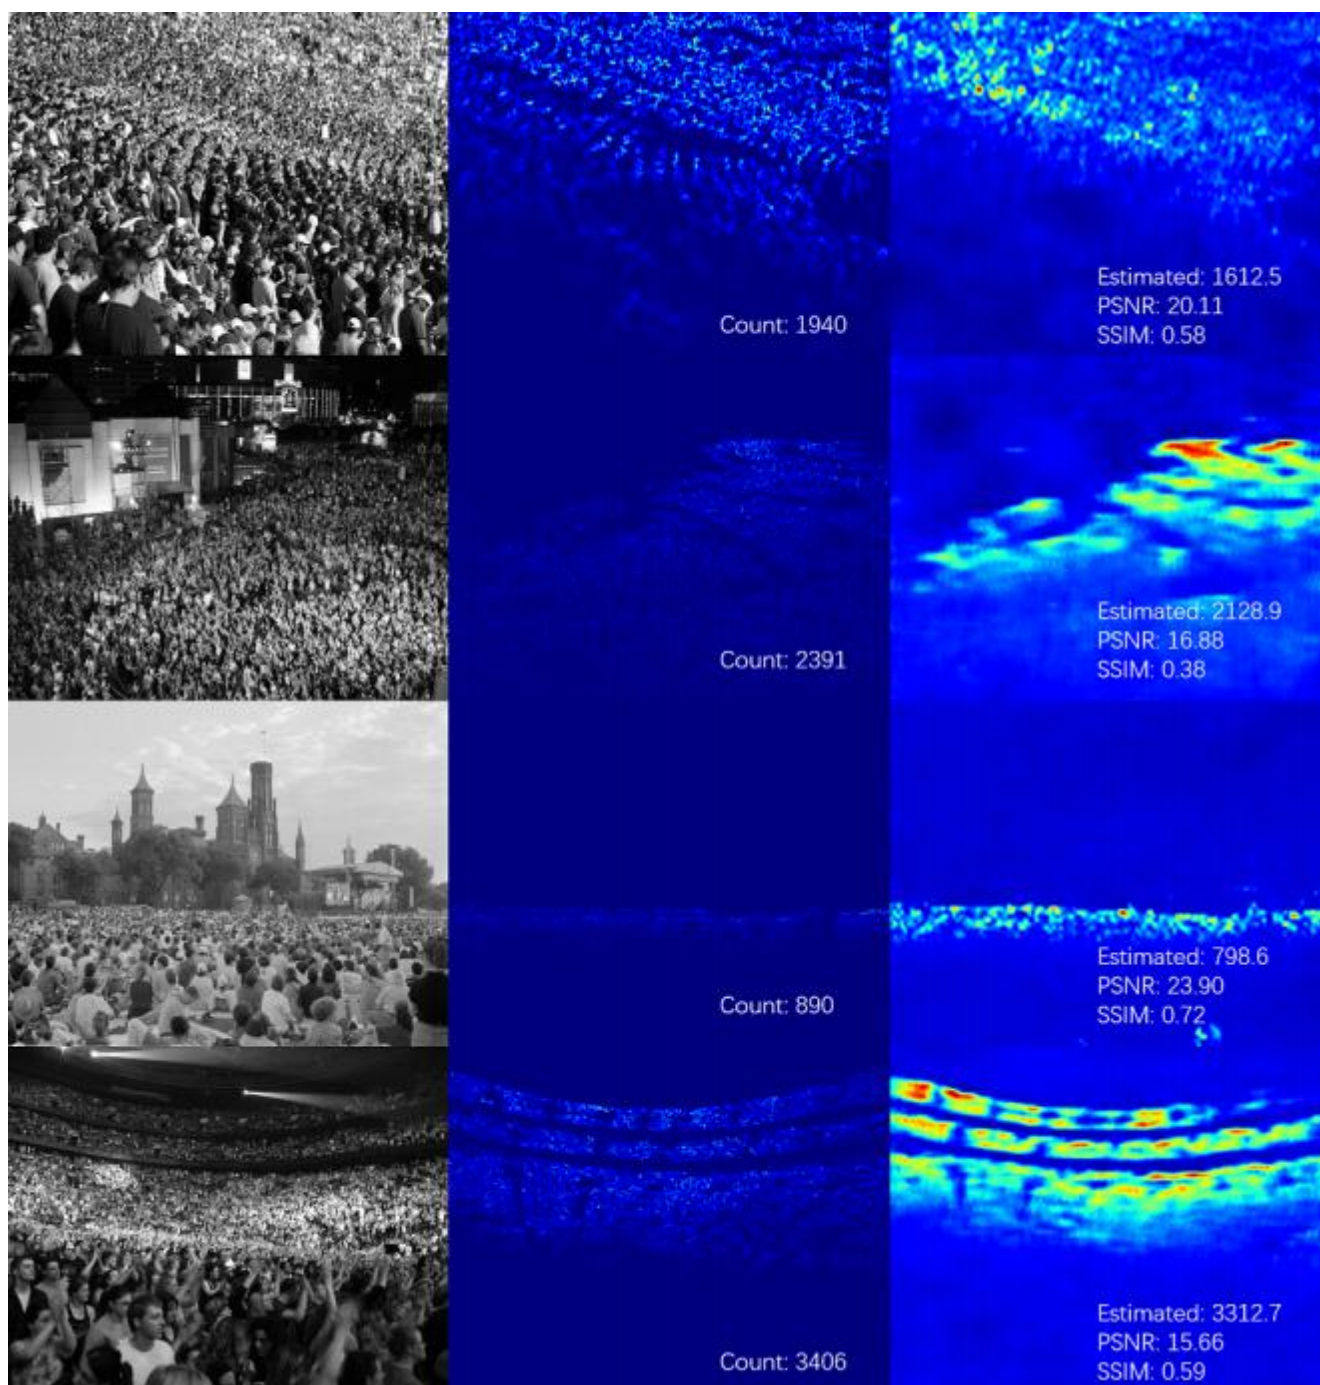 Count: 1940
Estimated: 1612.5
PSNR: 20.11
SSIM: 0.58
Count: 2391
Estimated: 2128.9
PSNR: 16.88
SSIM: 0.38
Count: 890
Estimated: 798.6
PSNR: 23.90
SSIM: 0.72
Count: 3406
Estimated: 3312.7
PSNR: 15.66
SSIM: 0.59